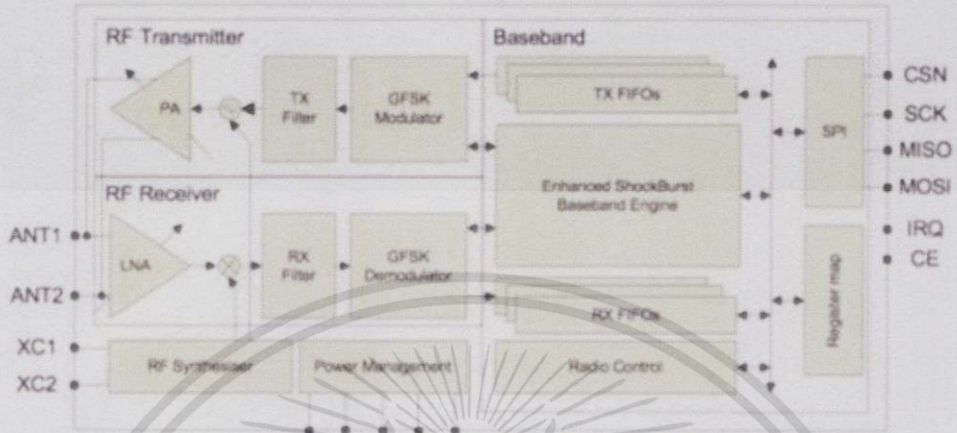 RF Transmitter
Baseband
PA
TX
Filter
GFSK
Modulator
TX FIFOs
SPI
CSN
SCK
MISO
MOSI
Enhanced ShockBurst
Baseband Engine
RF Receiver
ANT1
ANT2
LNA
RX
Filter
GFSK
Demodulator
IRQ
CE
RX FIFOs
Register map
XC1
XC2
RF Synthesiser
Power Management
Radio Control